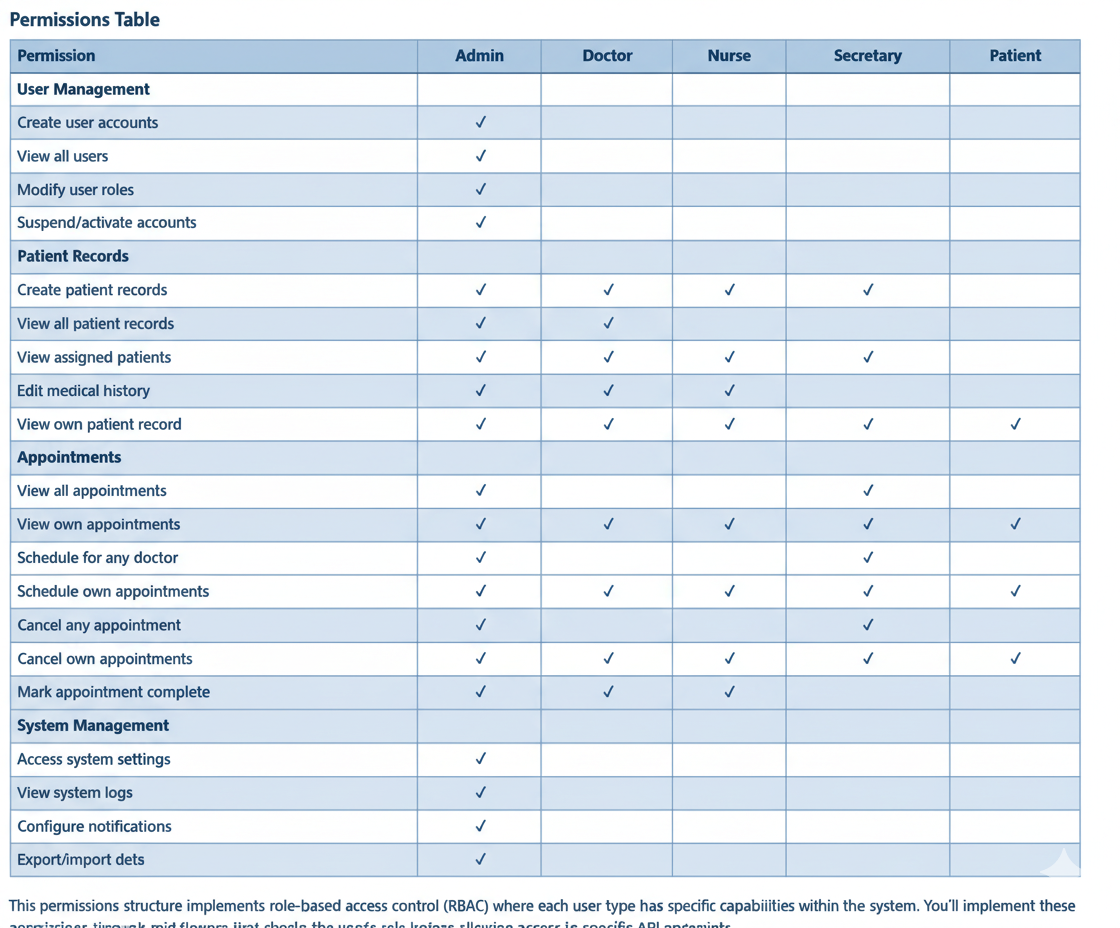 Permissions Table
Permission Admin Doctor Nurse Secretary Patient
User Management
Create user accounts ✓
View all users ✓
Modify user roles ✓
Suspend/activate accounts ✓
Patient Records
Create patient records ✓ ✓ ✓ ✓
View all patient records ✓ ✓
View assigned patients ✓ ✓ ✓ ✓
Edit medical history ✓ ✓ ✓
View own patient record ✓ ✓ ✓ ✓ ✓
Appointments
View all appointments ✓ ✓
View own appointments ✓ ✓ ✓ ✓ ✓
Schedule for any doctor ✓ ✓
Schedule own appointments ✓ ✓ ✓ ✓ ✓
Cancel any appointment ✓ ✓
Cancel own appointments ✓ ✓ ✓ ✓ ✓
Mark appointment complete ✓ ✓ ✓
System Management
Access system settings ✓
View system logs ✓
Configure notifications ✓
Export/import dets ✓
This permissions structure implements role-based access control (RBAC) where each user type has specific capabiiities within the system. You'll implement these